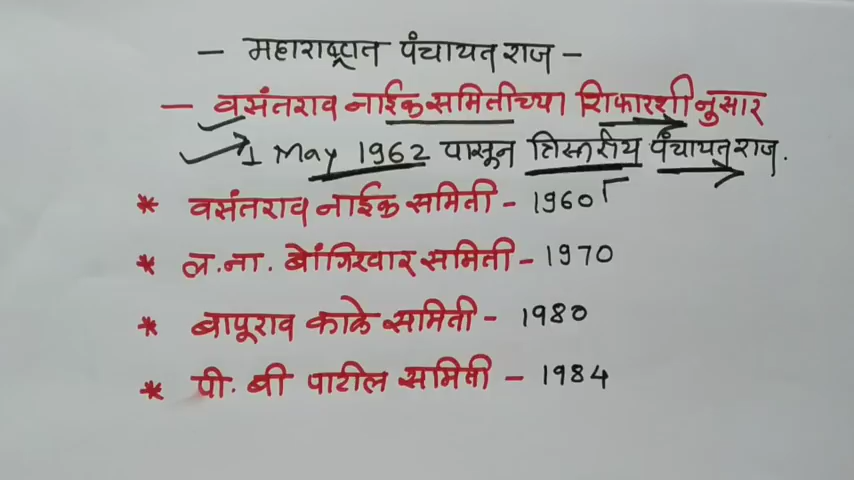 - महाराष्ट्रात पंचायत राज -
- वसंतराव नाईक समितीच्या शिफारशीनुसार
1 May 1962 पासून त्रिस्तरीय पंचायत राज.
* वसंतराव नाईक समिती - 1960
* ल.ना. बोंगिरवार समिती - 1970
* बापूराव काळे समिती - 1980
* पी. बी पाटील समिती - 1984